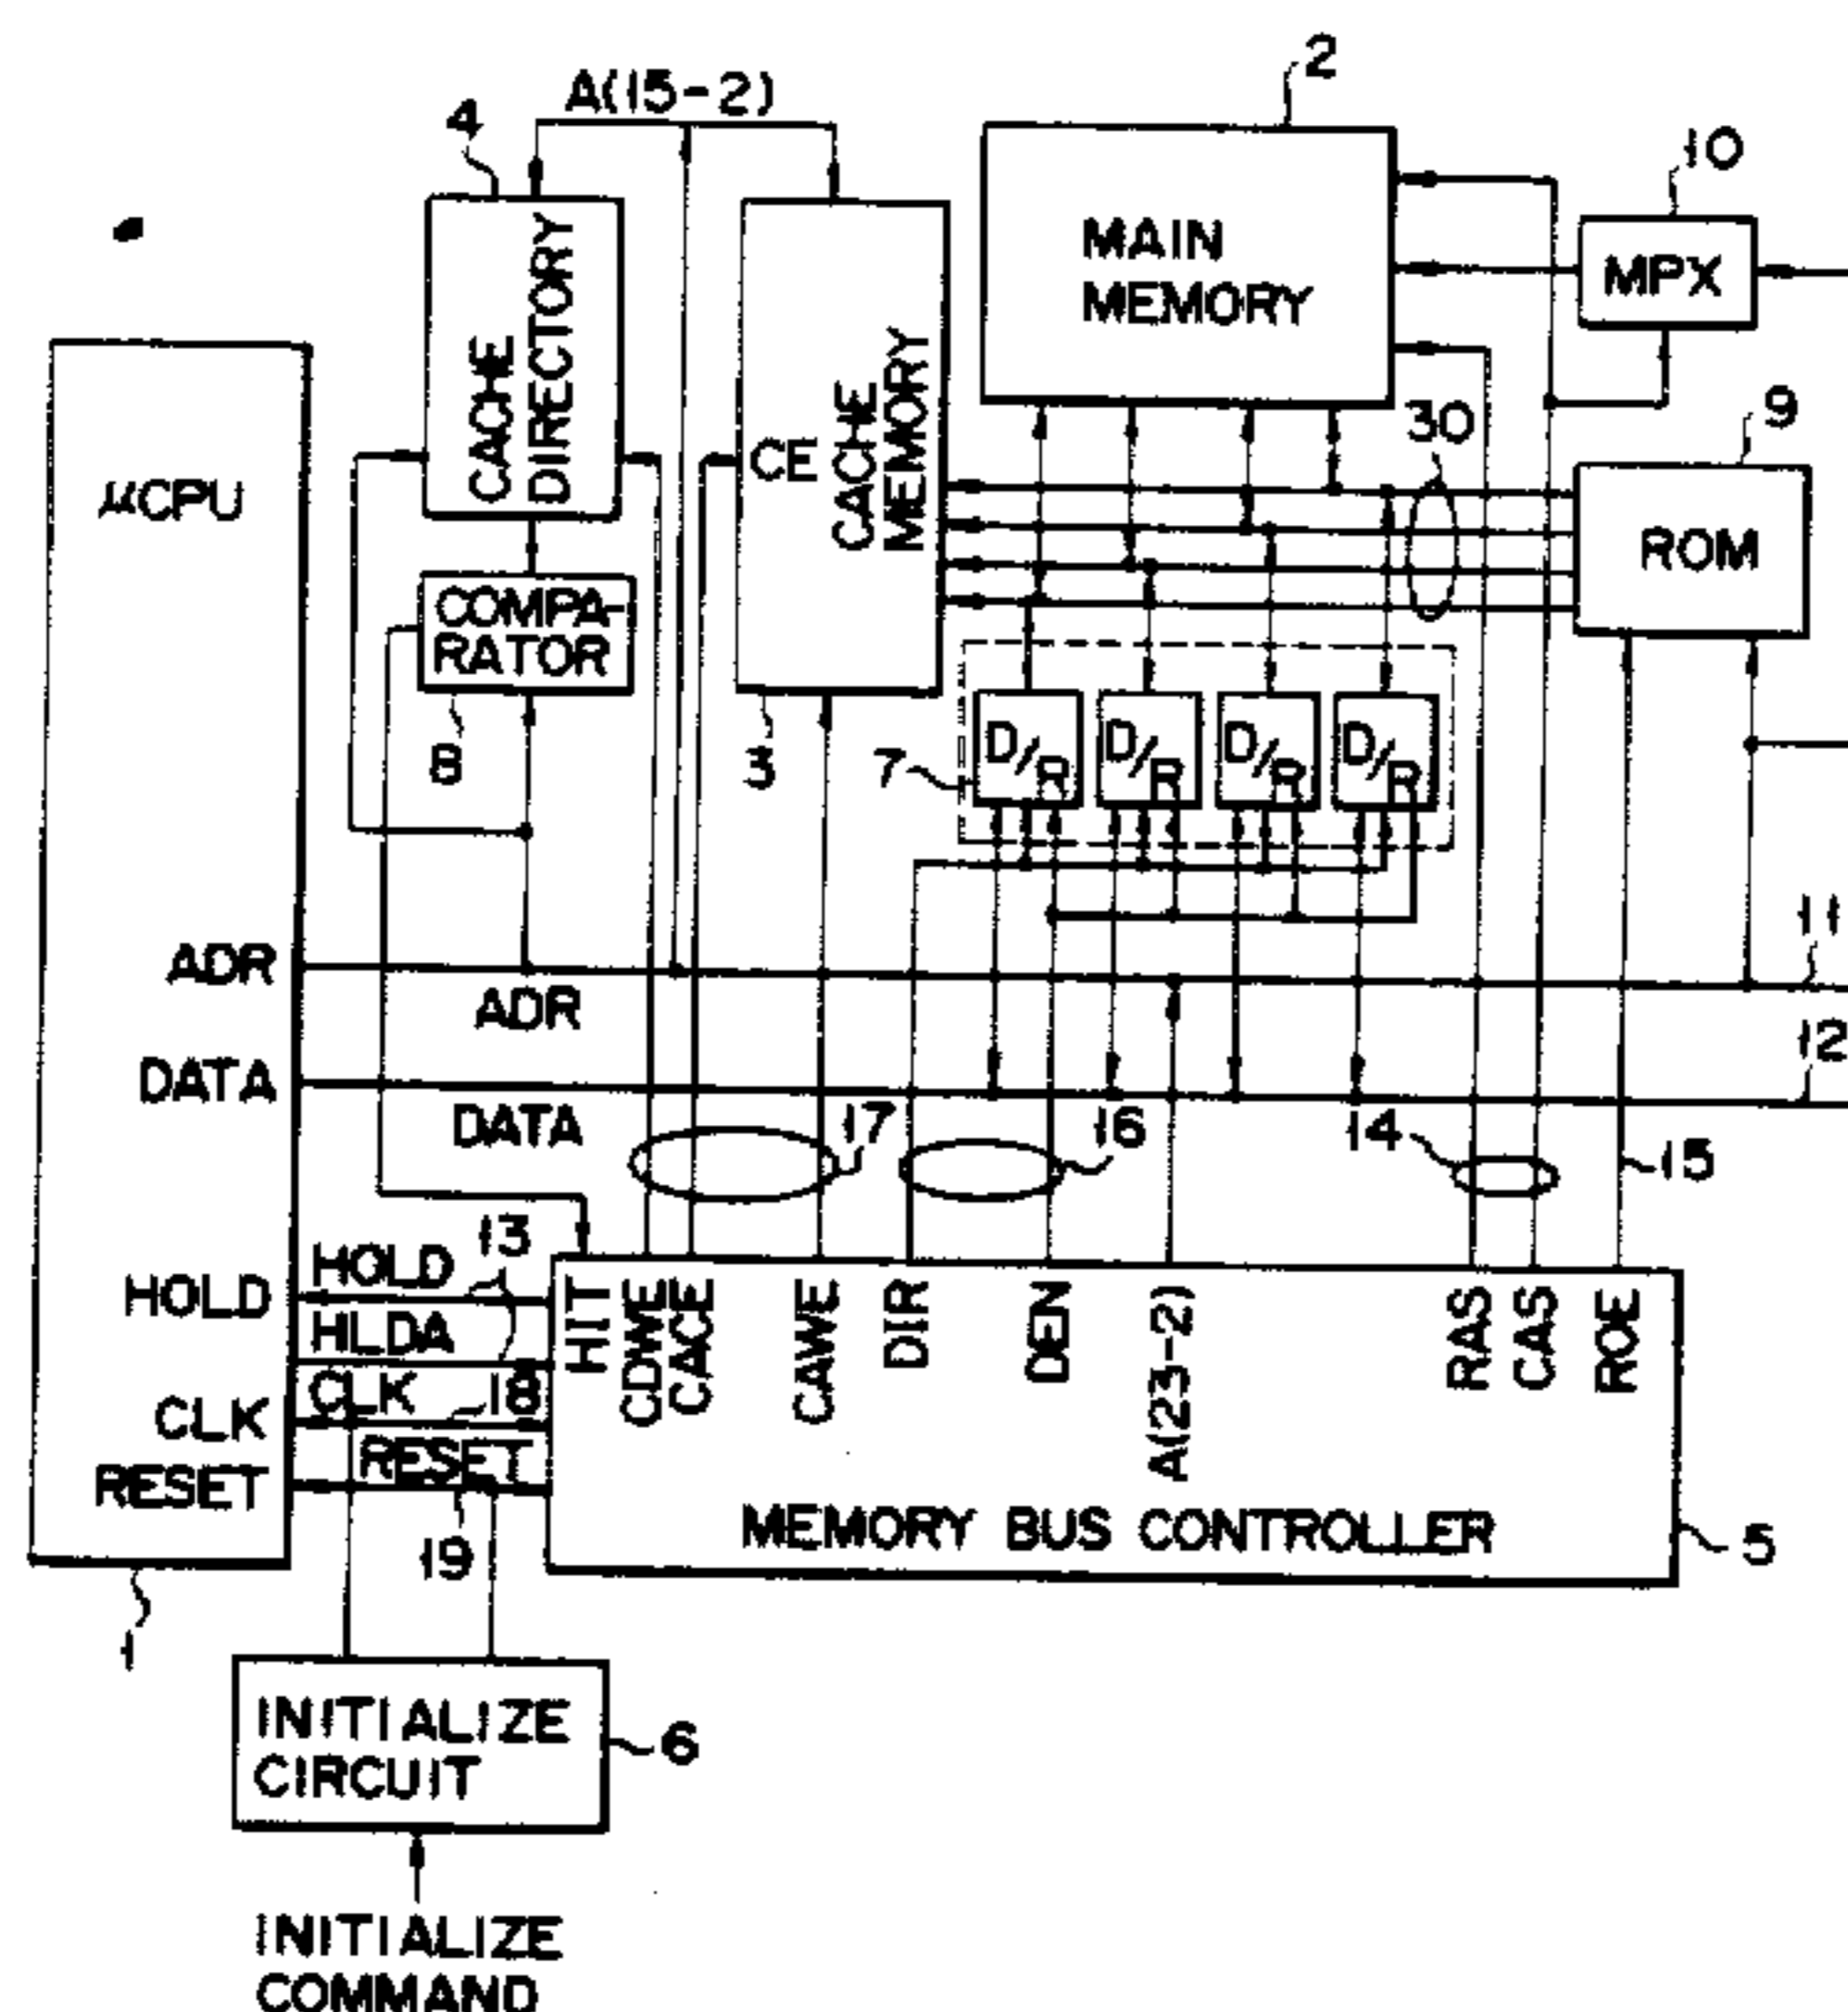 2
A(15-2)
4
10
CACHE
DIRECTORY
MAIN
MEMORY
MPX
30
9
μCPU
CE
CACHE
MEMORY
ROM
COMPA-
RATOR
8
3
7
D/R
D/R
D/R
D/R
11
ADR
ADR
12
DATA
DATA
17
16
14
15
13
HOLD
HOLD
HLDA
CLK
18
CLK
RESET
RESET
19
HIT
CDWE
CACE
CAWE
DIR
DEN
A(23-2)
RAS
CAS
ROE
MEMORY BUS CONTROLLER
5
1
INITIALIZE
CIRCUIT
6
INITIALIZE
COMMAND